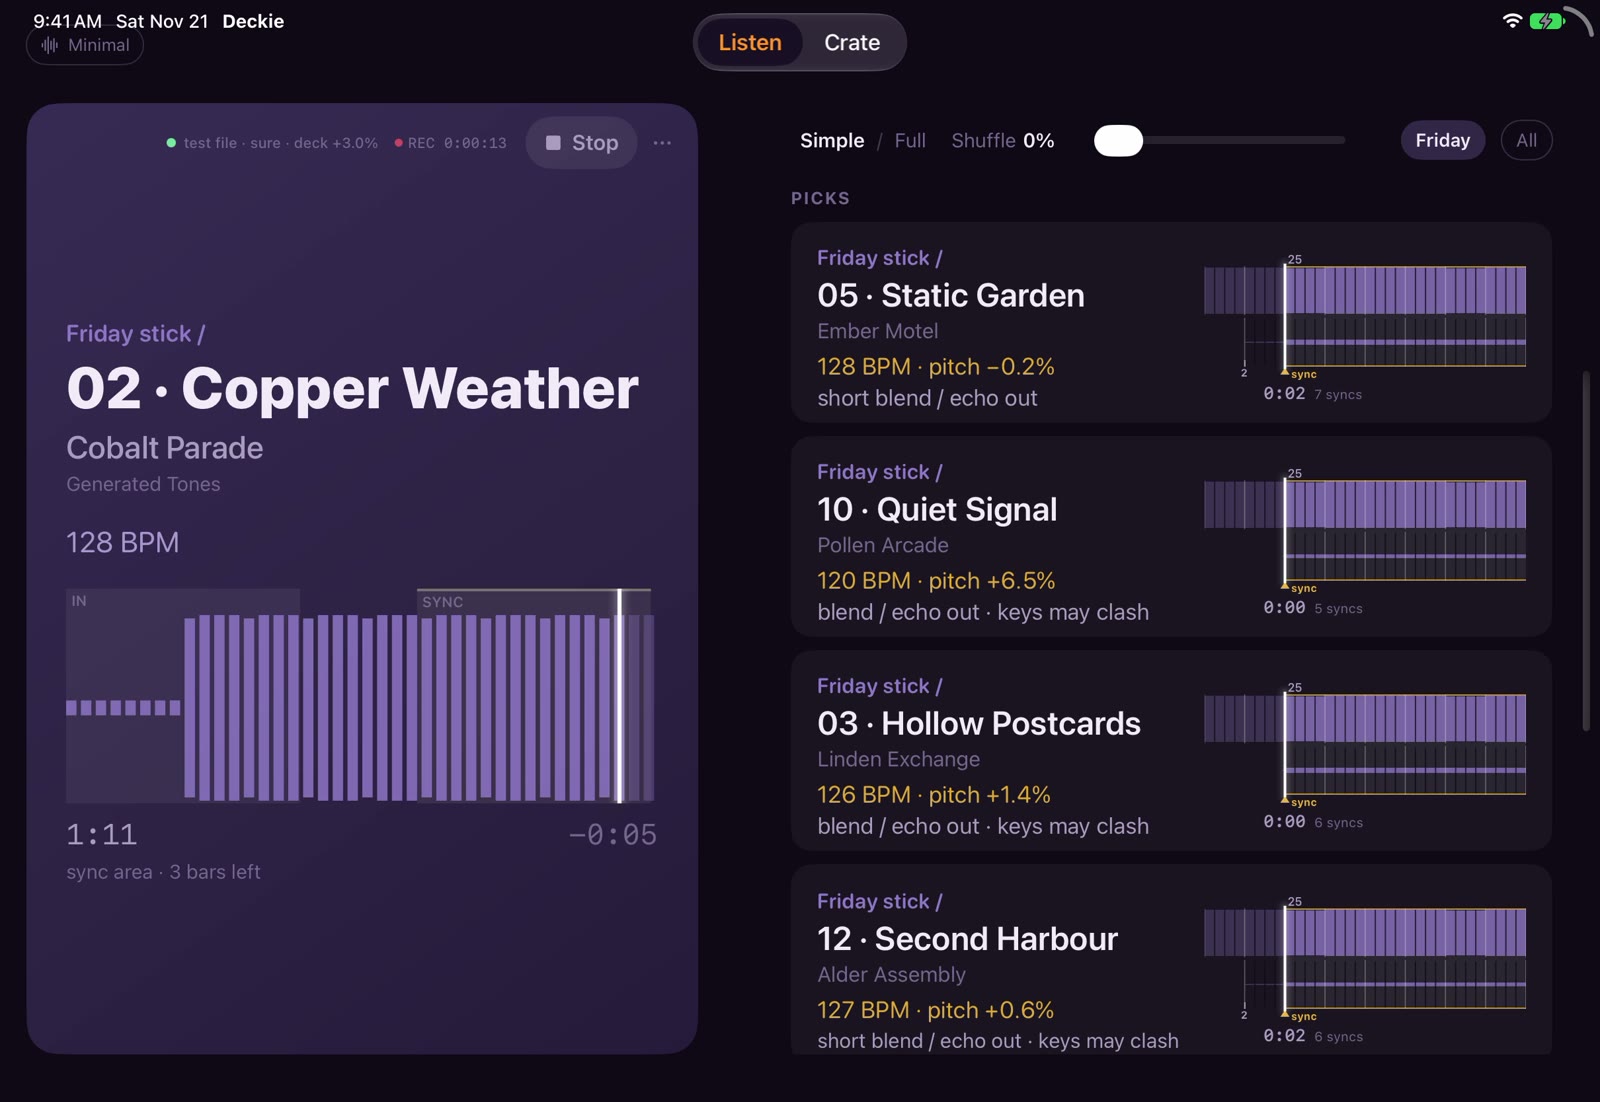 9:41 AM Sat Nov 21 Deckie
Minimal
Listen Crate
test file · sure · deck +3.0% REC 0:00:13 Stop ···
Friday stick /
02 · Copper Weather
Cobalt Parade
Generated Tones
128 BPM
IN SYNC
1:11 −0:05
sync area · 3 bars left
Simple / Full Shuffle 0% Friday All
PICKS
Friday stick /
05 · Static Garden
Ember Motel
128 BPM · pitch −0.2%
short blend / echo out
25
2 sync
0:02 7 syncs
Friday stick /
10 · Quiet Signal
Pollen Arcade
120 BPM · pitch +6.5%
blend / echo out · keys may clash
25
sync
0:00 5 syncs
Friday stick /
03 · Hollow Postcards
Linden Exchange
126 BPM · pitch +1.4%
blend / echo out · keys may clash
25
sync
0:00 6 syncs
Friday stick /
12 · Second Harbour
Alder Assembly
127 BPM · pitch +0.6%
short blend / echo out · keys may clash
25
2 sync
0:02 6 syncs